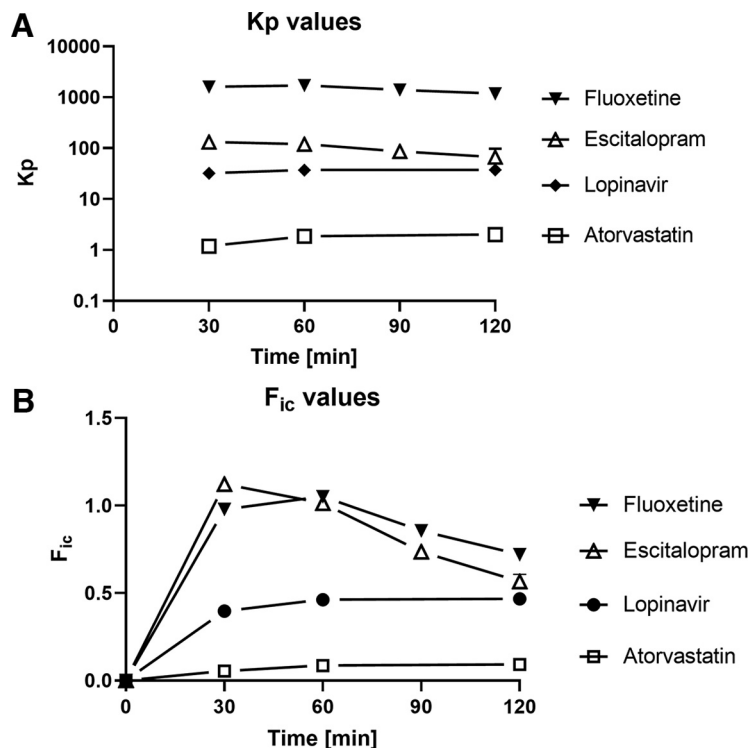 A
Kp values
10000
1000
100
10
1
0.1
Kp
0 30 60 90 120
Time [min]
Fluoxetine
Escitalopram
Lopinavir
Atorvastatin
B
Fic values
1.5
1.0
0.5
0.0
Fic
0 30 60 90 120
Time [min]
Fluoxetine
Escitalopram
Lopinavir
Atorvastatin